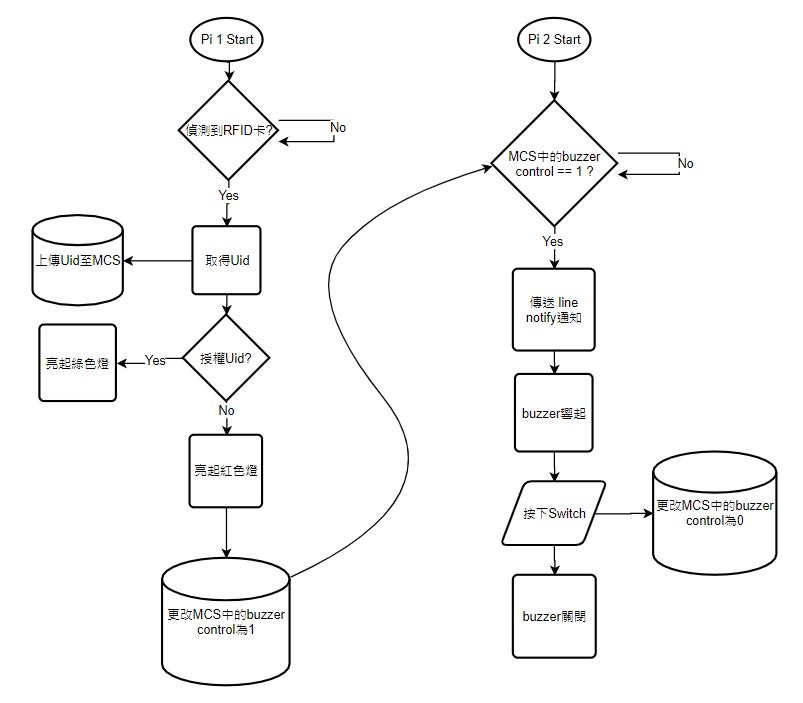 Pi 1 Start
偵測到RFID卡?
No
Yes
取得Uid
上傳Uid至MCS
授權Uid?
Yes
亮起綠色燈
No
亮起紅色燈
更改MCS中的buzzer
control為1
Pi 2 Start
MCS中的buzzer
control == 1 ?
No
Yes
傳送 line
notify通知
buzzer響起
按下Switch
更改MCS中的buzzer
control為0
buzzer關閉